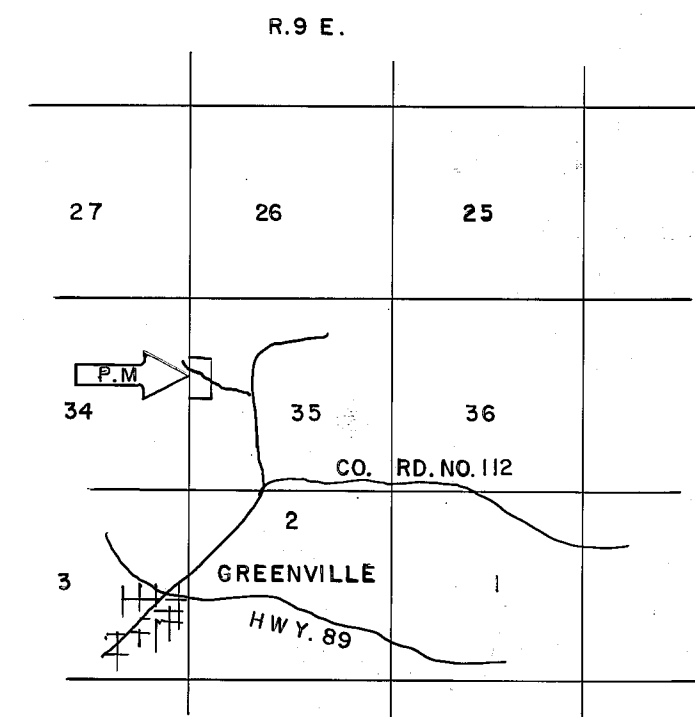 R.9 E.
27 26 25
P.M
34 35 36
CO. RD. NO. 112
2
3 GREENVILLE 1
HWY. 89